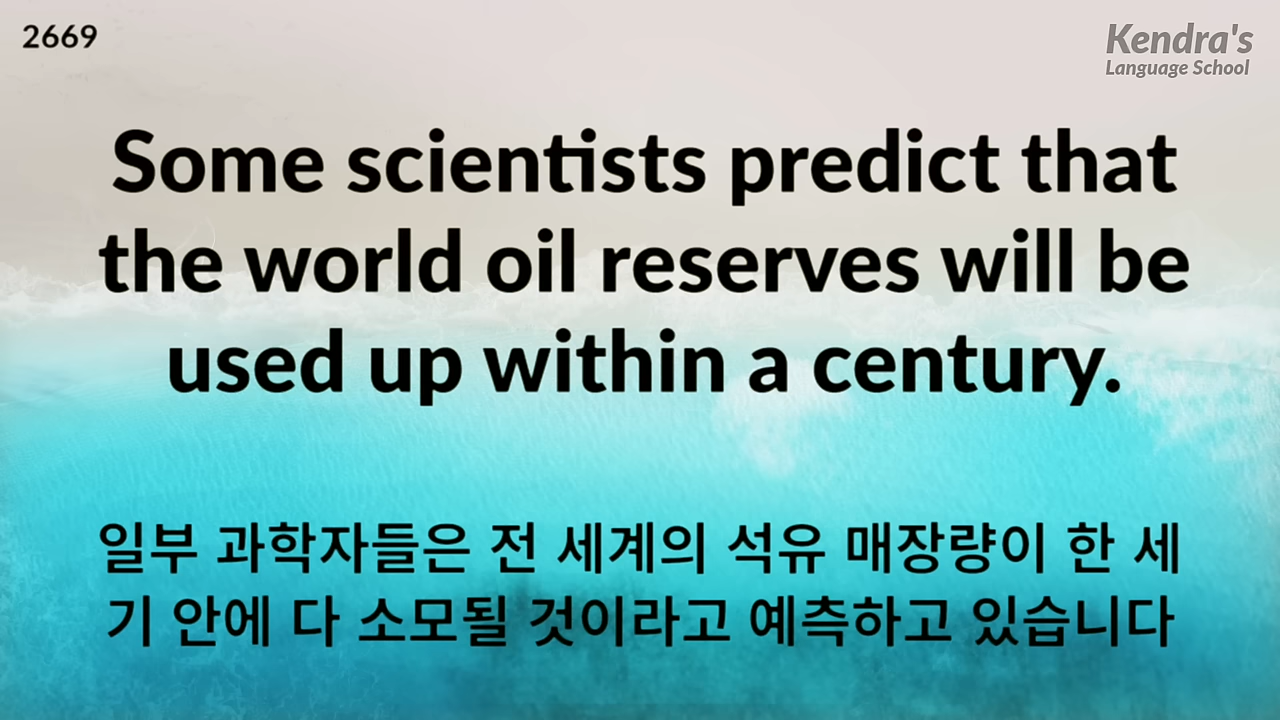 2669
Kendra's
Language School
Some scientists predict that
the world oil reserves will be
used up within a century.
일부 과학자들은 전 세계의 석유 매장량이 한 세
기 안에 다 소모될 것이라고 예측하고 있습니다